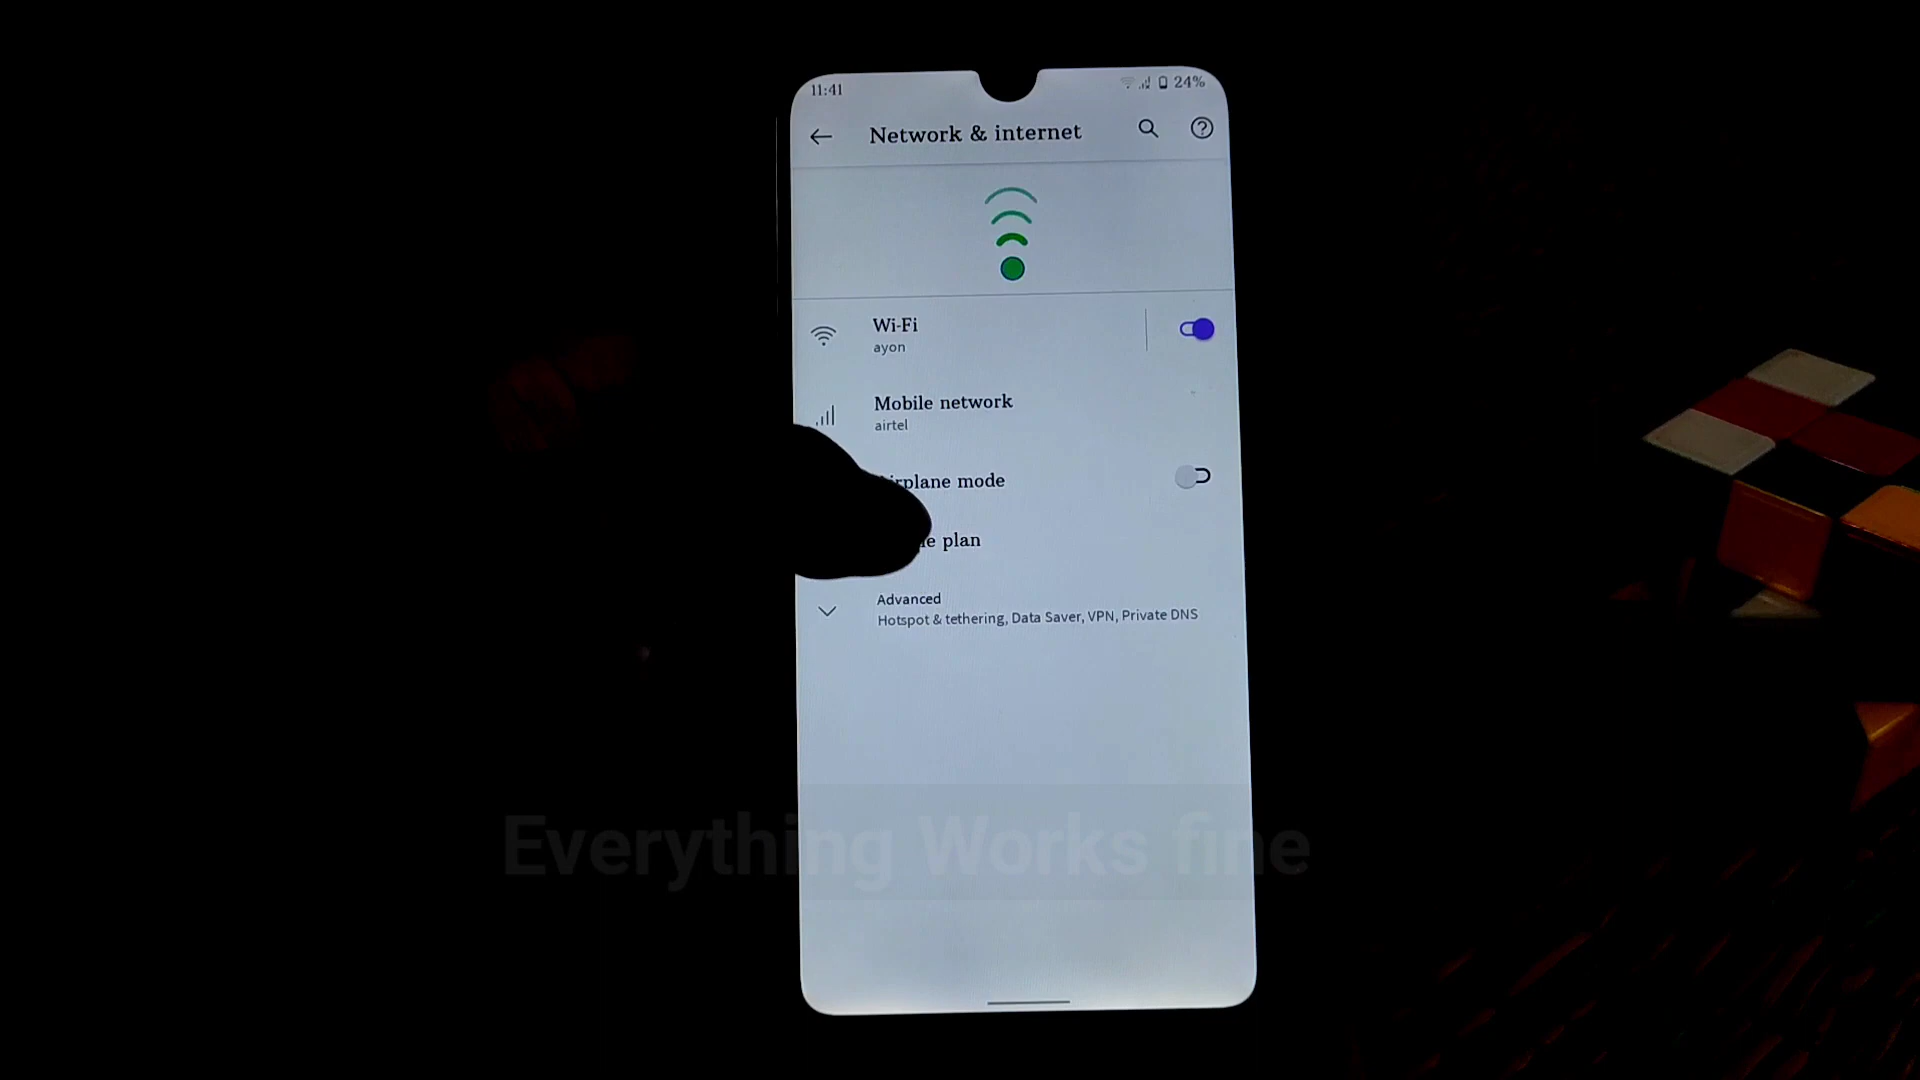 11:41
24%
Network & internet
Wi-Fi
ayon
Mobile network
airtel
Airplane mode
plan
Advanced
Hotspot & tethering, Data Saver, VPN, Private DNS
Everything Works fine